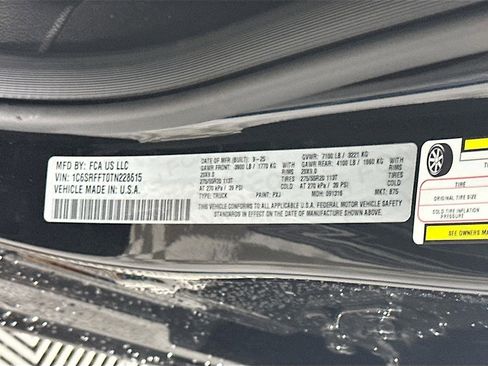 MFD BY: FCA US LLC
VIN: 1C6SRFFT0TN228615
VEHICLE MADE IN U.S.A.
DATE OF MFR (BUILT): 9-25
GAWR FRONT: 3900 LB / 1770 KG
20X9.0
275/55R20 113T
AT 270 kPa / 39 PSI
TYPE: TRUCK
PAINT: PXJ
RIMS
TIRES
COLD
GVWR: 7100 LB / 3221 KG
GAWR REAR: 4100 LB / 1860 KG
20X9.0
275/55R20 113T
AT 270 kPa / 39 PSI
MDH: 091316
MKT: 875
RIMS
TIRES
COLD
THIS VEHICLE CONFORMS TO ALL APPLICABLE U.S.A. FEDERAL MOTOR VEHICLE SAFETY
STANDARDS IN EFFECT ON THE DATE OF MANUFACTURE SHOWN ABOVE.
TIRE
ORIGINAL TIRE SIZE
COLD TIRE INFLATION
PRESSURE
SEE OWNERS MA